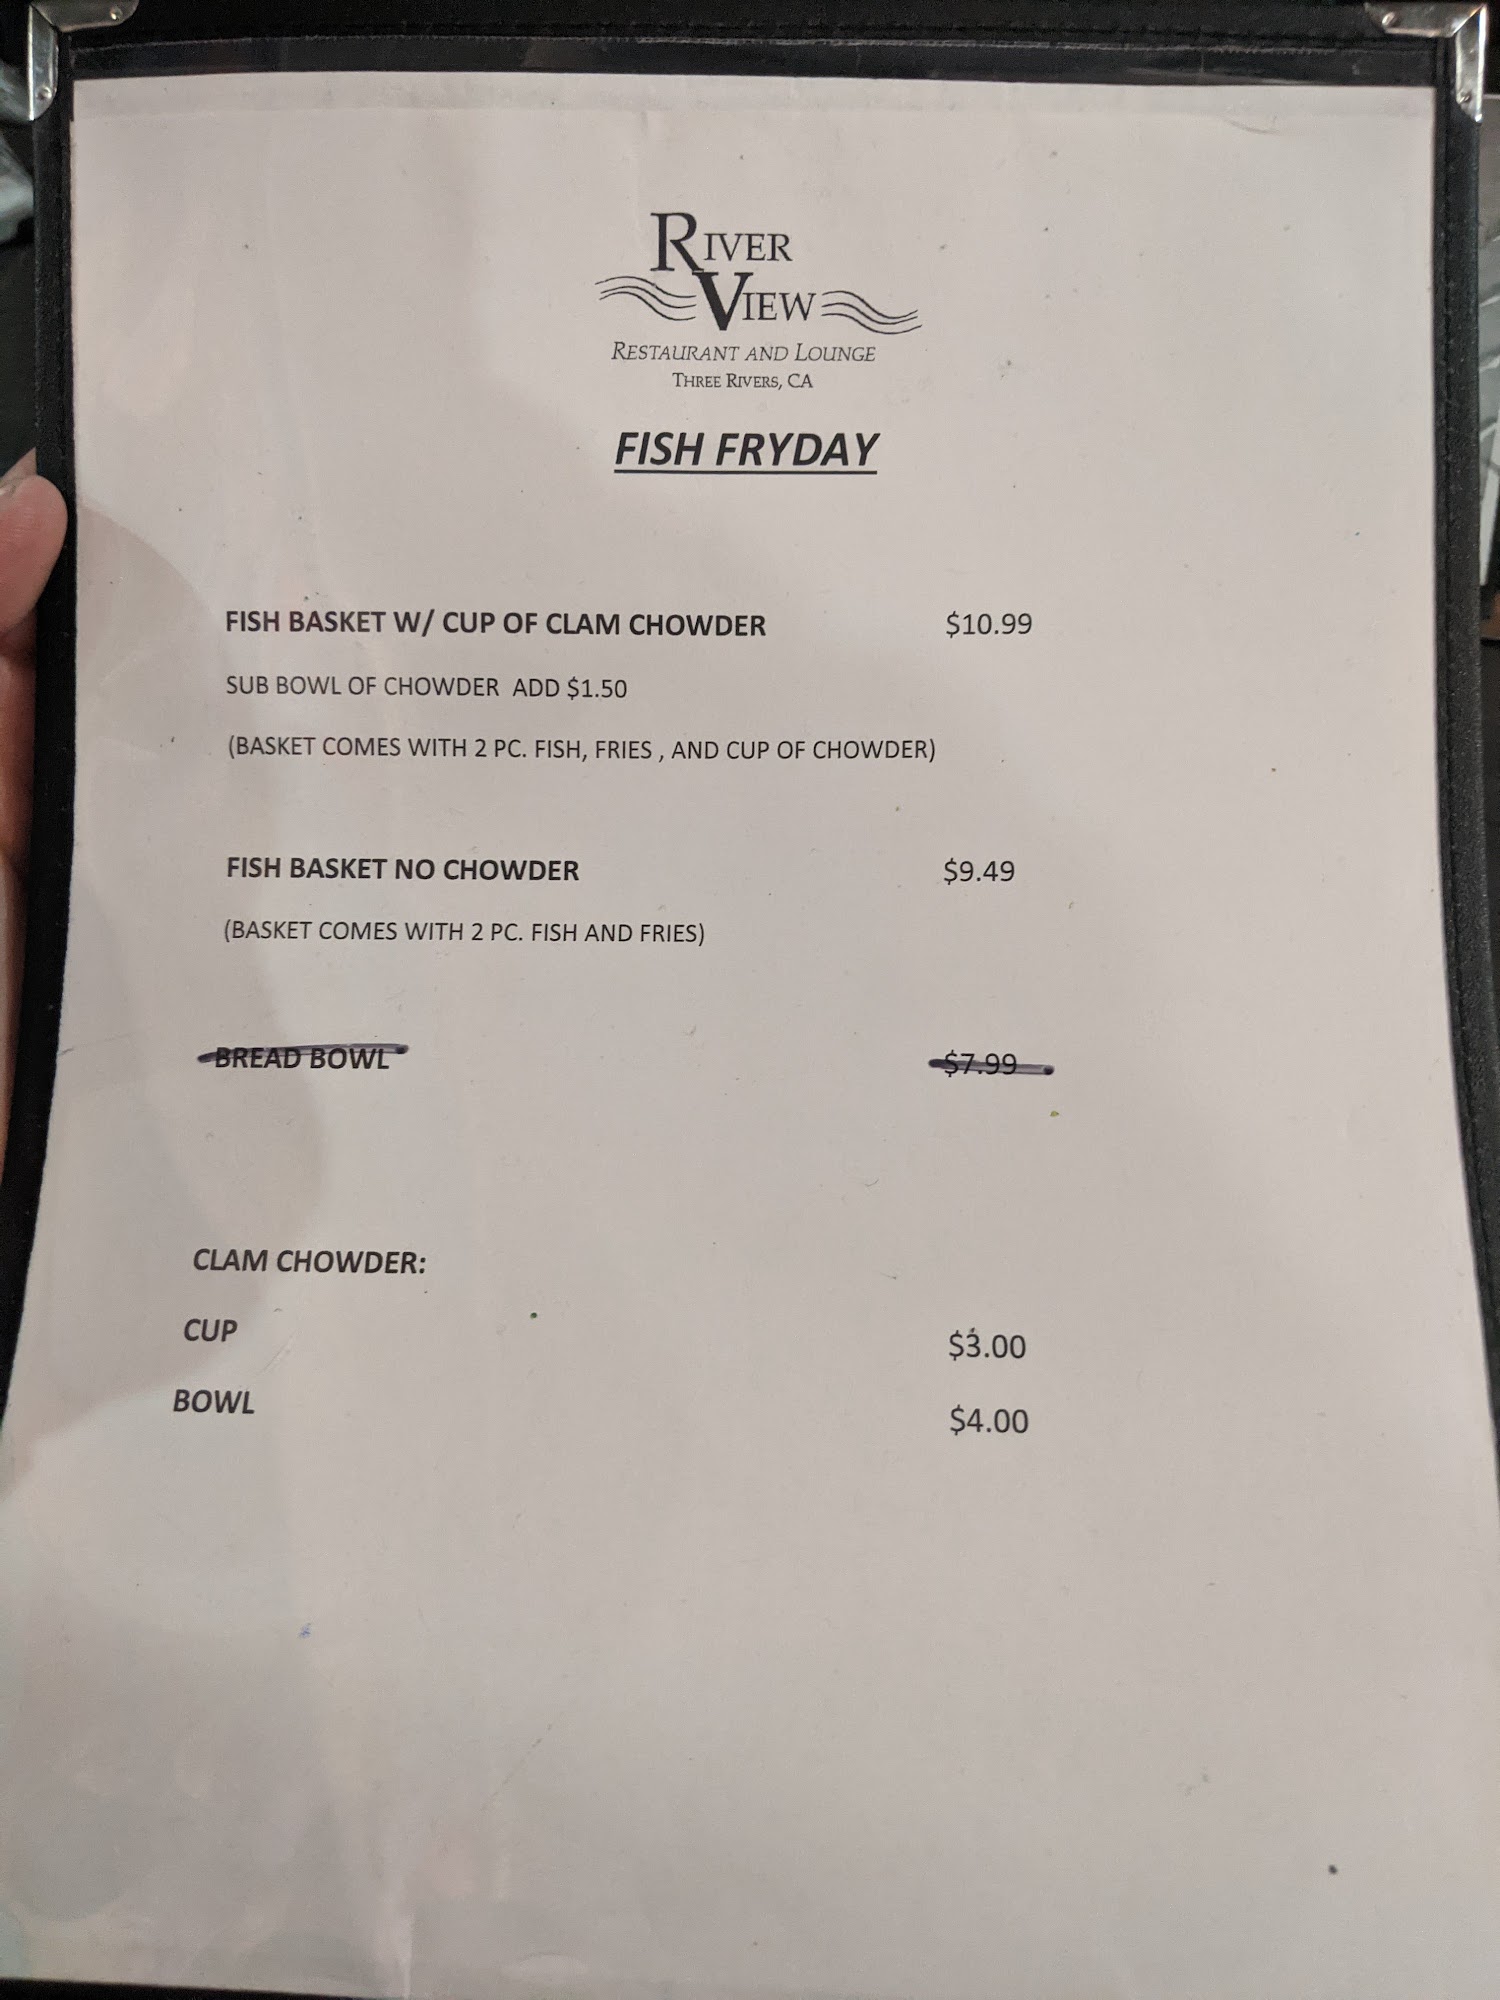 RIVER
VIEW
RESTAURANT AND LOUNGE
THREE RIVERS, CA
FISH FRYDAY
FISH BASKET W/ CUP OF CLAM CHOWDER $10.99
SUB BOWL OF CHOWDER ADD $1.50
(BASKET COMES WITH 2 PC. FISH, FRIES , AND CUP OF CHOWDER)
FISH BASKET NO CHOWDER $9.49
(BASKET COMES WITH 2 PC. FISH AND FRIES)
BREAD BOWL $7.99
CLAM CHOWDER:
CUP $3.00
BOWL $4.00